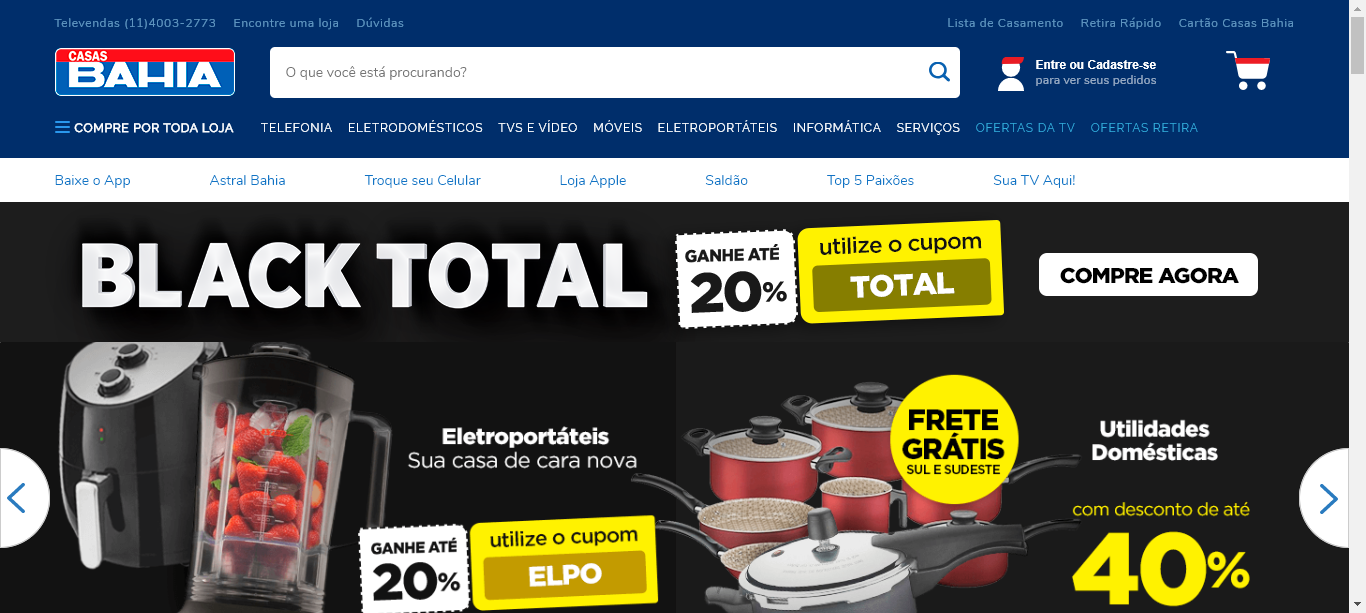 Televendas (11)4003-2773 Encontre uma loja Dúvidas Lista de Casamento Retira Rápido Cartão Casas Bahia
CASAS
BAHIA
O que você está procurando?
Entre ou Cadastre-se
para ver seus pedidos
COMPRE POR TODA LOJA TELEFONIA ELETRODOMÉSTICOS TVS E VÍDEO MÓVEIS ELETROPORTÁTEIS INFORMÁTICA SERVIÇOS OFERTAS DA TV OFERTAS RETIRA
Baixe o App Astral Bahia Troque seu Celular Loja Apple Saldão Top 5 Paixões Sua TV Aqui!
BLACK TOTAL
GANHE ATÉ
20%
utilize o cupom
TOTAL
COMPRE AGORA
Eletroportáteis
Sua casa de cara nova
GANHE ATÉ
20%
utilize o cupom
ELPO
FRETE
GRÁTIS
SUL E SUDESTE
Utilidades
Domésticas
com desconto de até
40%